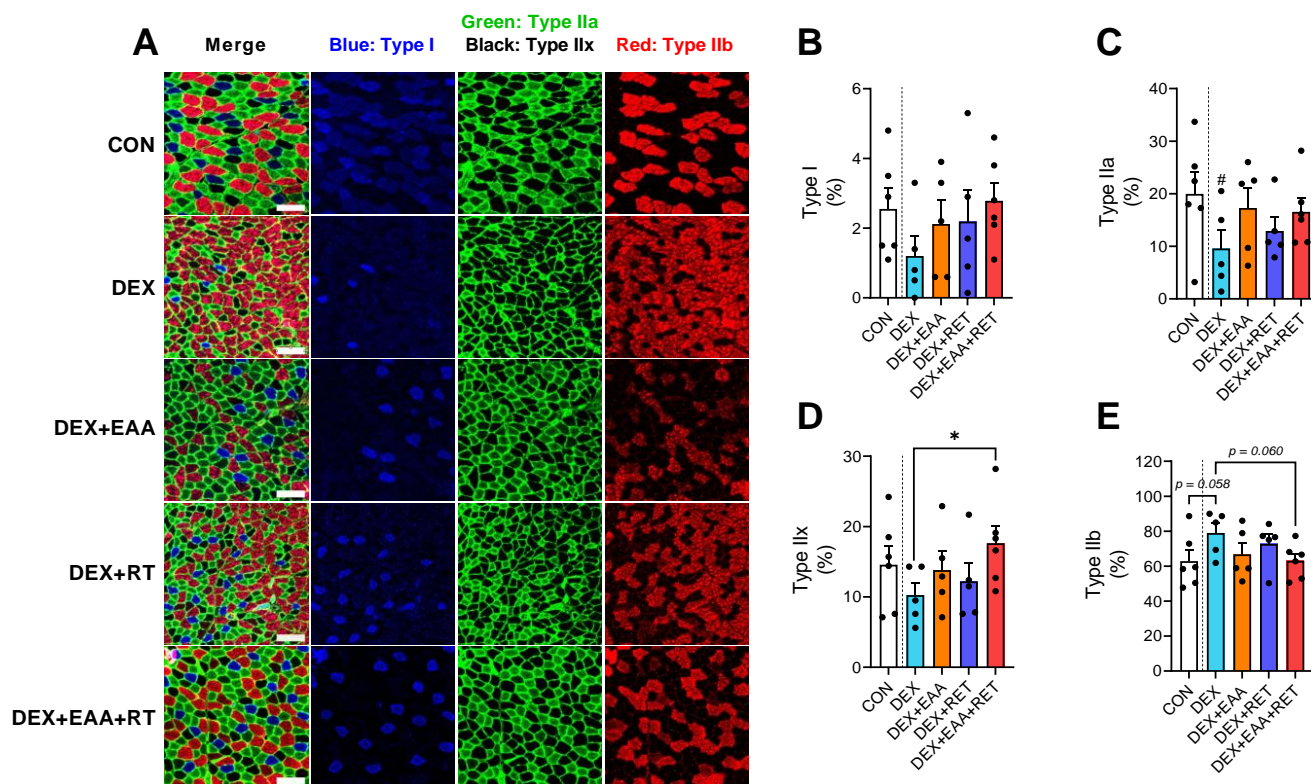 A
Merge
Blue: Type I
Green: Type IIa
Black: Type IIx
Red: Type IIb
CON
DEX
DEX+EAA
DEX+RT
DEX+EAA+RT
B
Type I
(%)
6
4
2
0
CON
DEX
DEX+EAA
DEX+RET
DEX+EAA+RET
C
Type IIa
(%)
40
30
20
10
0
#
CON
DEX
DEX+EAA
DEX+RET
DEX+EAA+RET
D
Type IIx
(%)
30
20
10
0
*
CON
DEX
DEX+EAA
DEX+RET
DEX+EAA+RET
E
Type IIb
(%)
120
100
80
60
40
20
0
p = 0.058
p = 0.060
CON
DEX
DEX+EAA
DEX+RET
DEX+EAA+RET